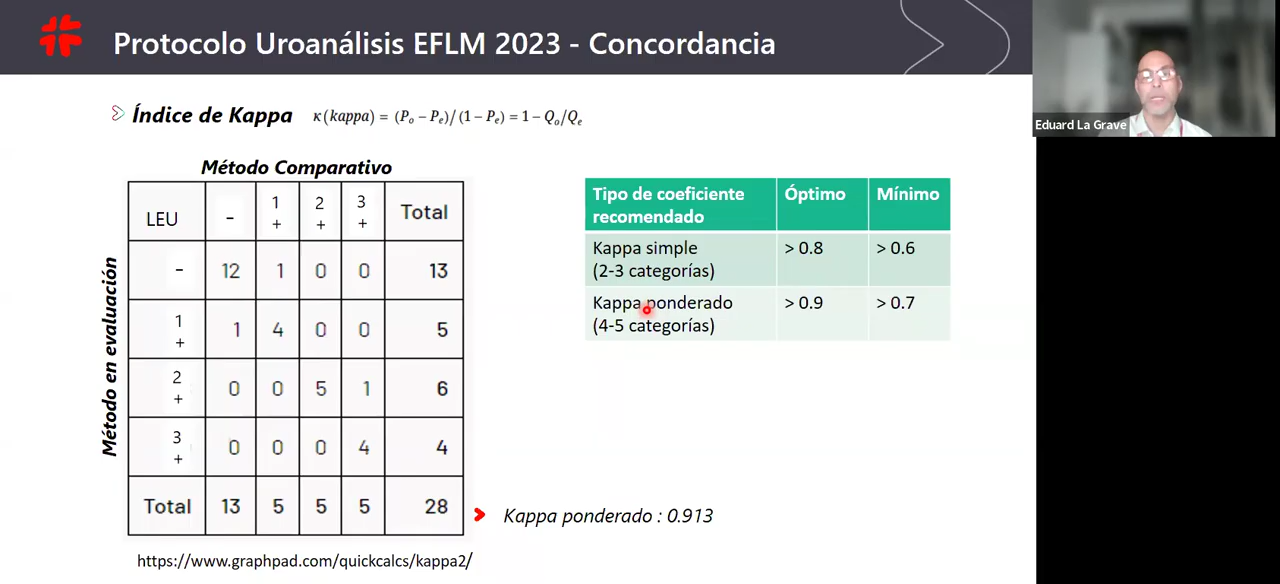 Protocolo Uroanálisis EFLM 2023 - Concordancia
Eduard La Grave
Índice de Kappa κ(kappa) = (Pₒ − Pₑ)/(1 − Pₑ) = 1 − Qₒ/Qₑ
Método Comparativo
LEU - 1+ 2+ 3+ Total
- 12 1 0 0 13
1+ 1 4 0 0 5
2+ 0 0 5 1 6
3+ 0 0 0 4 4
Total 13 5 5 5 28
Método en evaluación
https://www.graphpad.com/quickcalcs/kappa2/
Tipo de coeficiente
recomendado Óptimo Mínimo
Kappa simple > 0.8 > 0.6
(2-3 categorías)
Kappa ponderado > 0.9 > 0.7
(4-5 categorías)
Kappa ponderado : 0.913